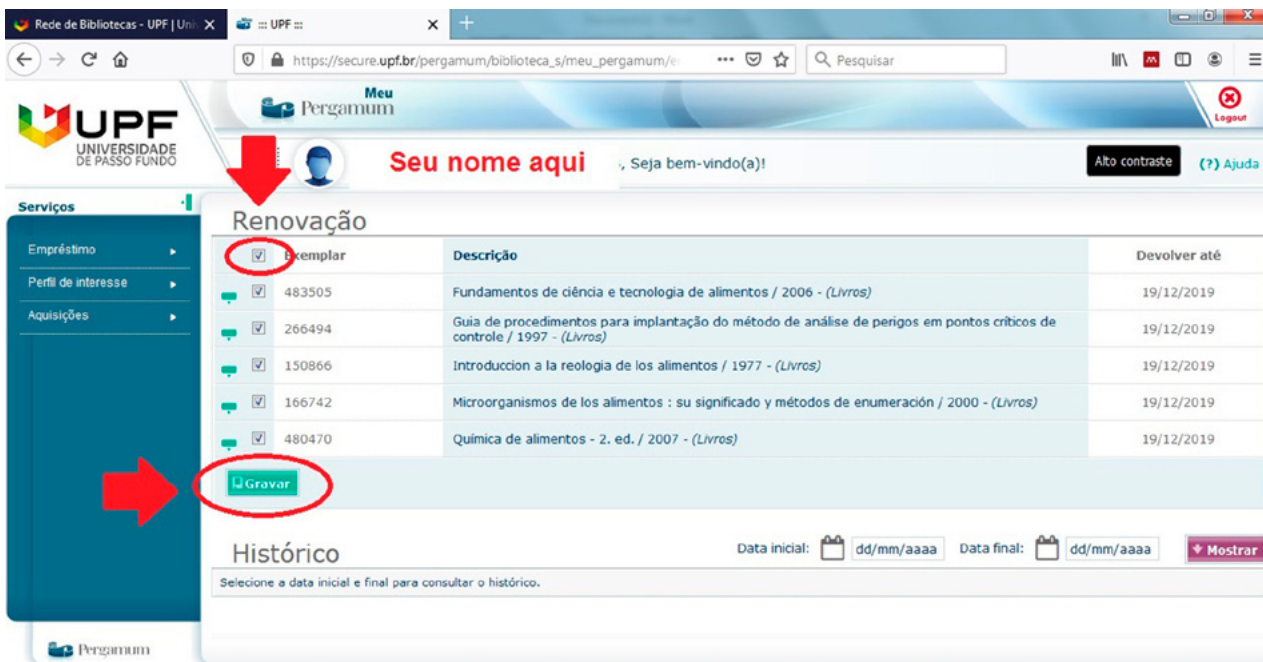 Rede de Bibliotecas - UPF | Uni
::: UPF :::
https://secure.upf.br/pergamum/biblioteca_s/meu_pergamum/
Pesquisar
UPF
UNIVERSIDADE
DE PASSO FUNDO
Meu
Pergamum
Logout
Seu nome aqui
, Seja bem-vindo(a)!
Alto contraste
(?) Ajuda
Serviços
Empréstimo
Perfil de interesse
Aquisições
Renovação
Exemplar Descrição Devolver até
483505 Fundamentos de ciência e tecnologia de alimentos / 2006 - (Livros) 19/12/2019
266494 Guia de procedimentos para implantação do método de análise de perigos em pontos críticos de
controle / 1997 - (Livros) 19/12/2019
150866 Introduccion a la reologia de los alimentos / 1977 - (Livros) 19/12/2019
166742 Microorganismos de los alimentos : su significado y métodos de enumeración / 2000 - (Livros) 19/12/2019
480470 Química de alimentos - 2. ed. / 2007 - (Livros) 19/12/2019
Gravar
Histórico
Data inicial: dd/mm/aaaa Data final: dd/mm/aaaa Mostrar
Selecione a data inicial e final para consultar o histórico.
Pergamum